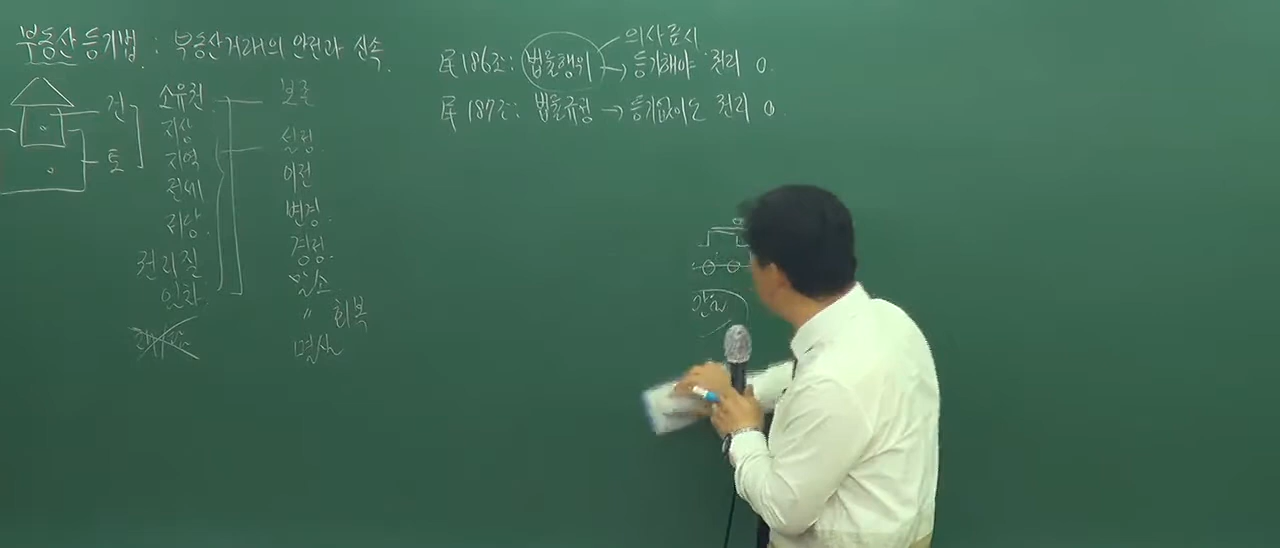 부동산 등기법 : 부동산거래의 안전과 신속
건
토
소유권
지상
지역
전세
저당
권리질
임차
보존
설정
이전
변경
경정
말소
〃 회복
멸실
의사표시
民 186조 : 법률행위 → 등기해야 권리 0
民 187조 : 법률규정 → 등기없이도 권리 0